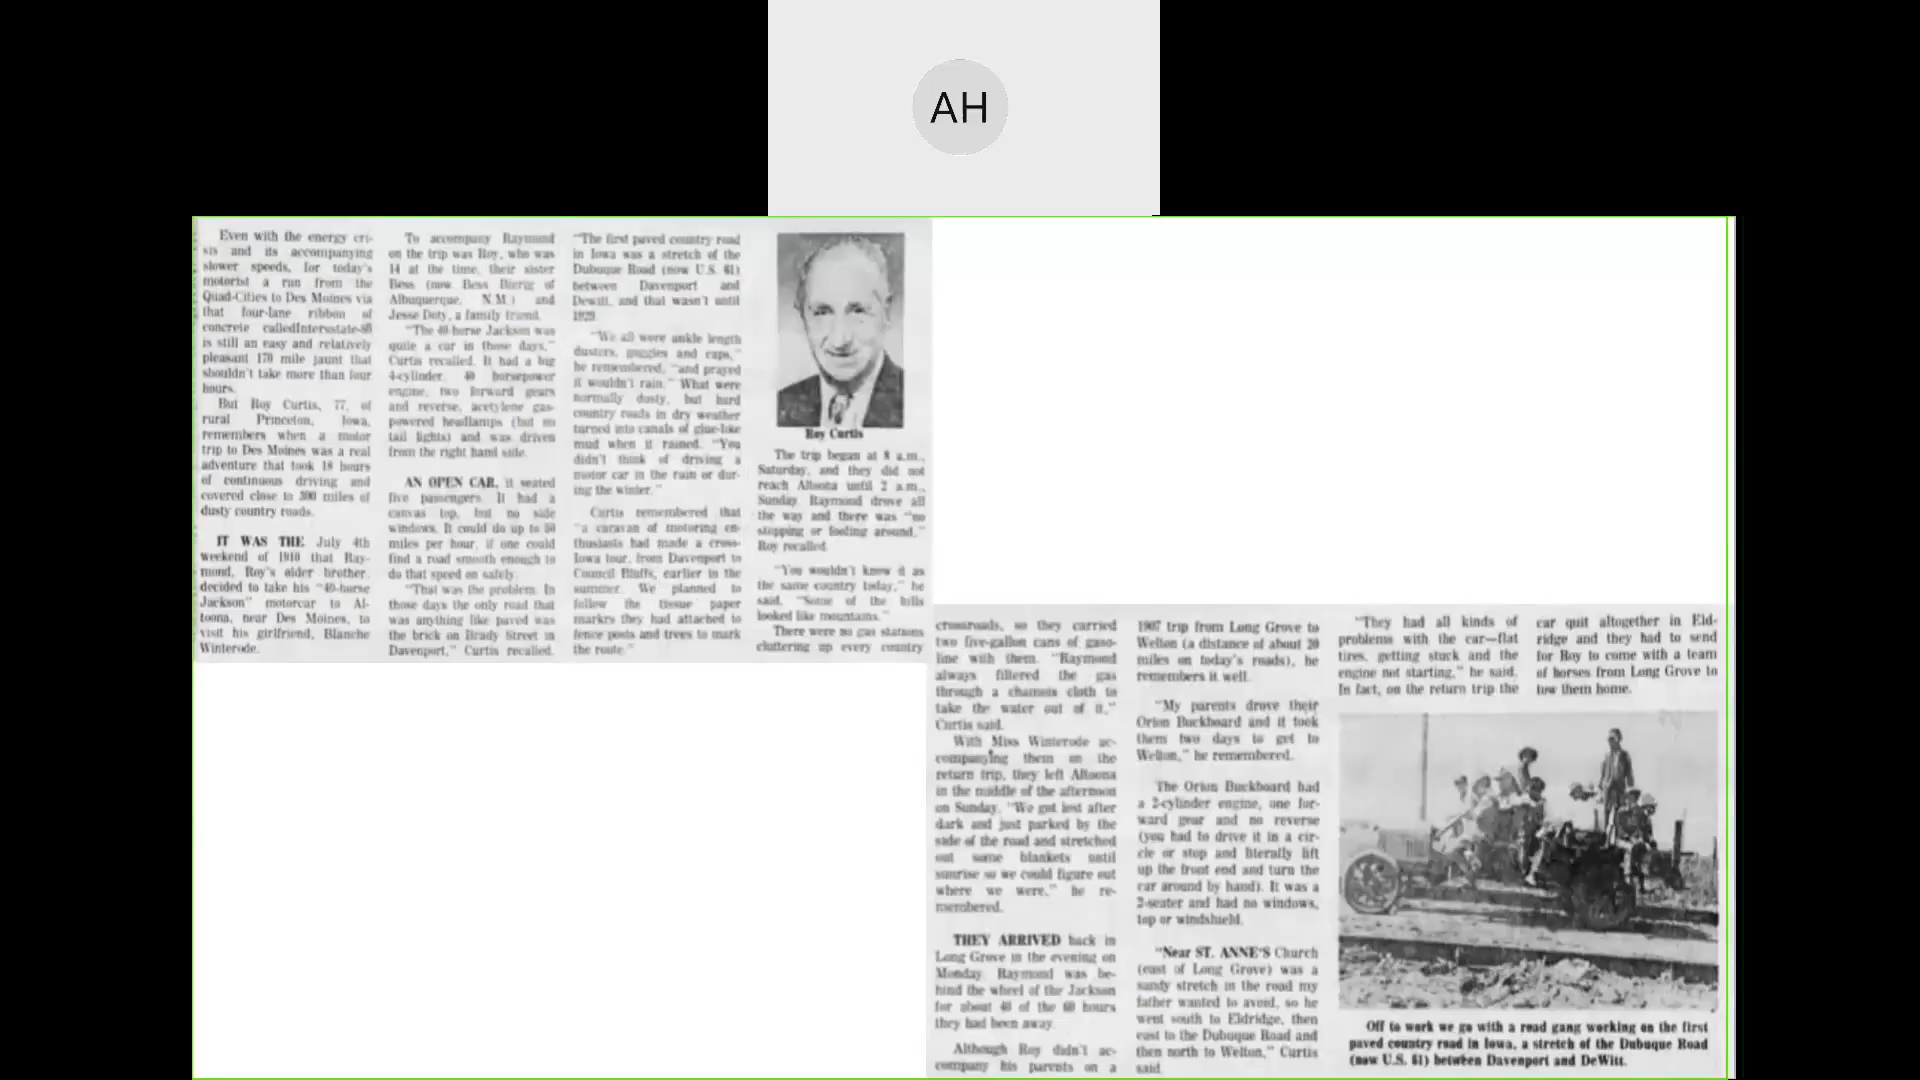 AH
Even with the energy cri-
sis and its accompanying
slower speeds, for today's
motorist a run from the
Quad-Cities to Des Moines via
that four-lane ribbon of
concrete calledInterstate-80
is still an easy and relatively
pleasant 170 mile jaunt that
shouldn't take more than four
hours.
But Roy Curtis, 77, of
rural Princeton, Iowa,
remembers when a motor
trip to Des Moines was a real
adventure that took 18 hours
of continuous driving and
covered close to 300 miles of
dusty country roads.
IT WAS THE July 4th
weekend of 1910 that Ray-
mond, Roy's older brother,
decided to take his "40-horse
Jackson" motorcar to Al-
toona, near Des Moines, to
visit his girlfriend, Blanche
Winterode.
To accompany Raymond
on the trip was Roy, who was
14 at the time, their sister
Bess (now Bess Bierig of
Albuquerque, N.M.) and
Jesse Doty, a family friend.
"The 40-horse Jackson was
quite a car in those days,"
Curtis recalled. It had a big
4-cylinder, 40 horsepower
engine, two forward gears
and reverse, acetylene gas-
powered headlamps (but no
tail lights) and was driven
from the right hand side.
AN OPEN CAR, it seated
five passengers. It had a
canvas top, but no side
windows. It could do up to 50
miles per hour, if one could
find a road smooth enough to
do that speed on safely.
"That was the problem. In
those days the only road that
was anything like paved was
the brick on Brady Street in
Davenport," Curtis recalled.
"The first paved country road
in Iowa was a stretch of the
Dubuque Road (now U.S. 61)
between Davenport and
Dewitt, and that wasn't until
1920.
"We all wore ankle length
dusters, goggles and caps,"
he remembered, "and prayed
it wouldn't rain." What were
normally dusty, but hard
country roads in dry weather
turned into canals of glue-like
mud when it rained. "You
didn't think of driving a
motor car in the rain or dur-
ing the winter."
Curtis remembered that
"a caravan of motoring en-
thusiasts had made a cross-
Iowa tour, from Davenport to
Council Bluffs, earlier in the
summer. We planned to
follow the tissue paper
markrs they had attached to
fence posts and trees to mark
the route."
Roy Curtis
The trip began at 8 a.m.,
Saturday, and they did not
reach Altoona until 2 a.m.,
Sunday. Raymond drove all
the way and there was "no
stopping or fooling around,"
Roy recalled.
"You wouldn't know it as
the same country today," he
said. "Some of the hills
looked like mountains."
There were no gas stations
cluttering up every country
crossroads, so they carried
two five-gallon cans of gaso-
line with them. "Raymond
always filtered the gas
through a chamois cloth to
take the water out of it,"
Curtis said.
With Miss Winterode ac-
companying them on the
return trip, they left Altoona
in the middle of the afternoon
on Sunday. "We got lost after
dark and just parked by the
side of the road and stretched
out some blankets until
sunrise so we could figure out
where we were," he re-
membered.
THEY ARRIVED back in
Long Grove in the evening on
Monday. Raymond was be-
hind the wheel of the Jackson
for about 40 of the 60 hours
they had been away.
Although Roy didn't ac-
company his parents on a
1907 trip from Long Grove to
Welton (a distance of about 20
miles on today's roads), he
remembers it well.
"My parents drove their
Orion Buckboard and it took
them two days to get to
Welton," he remembered.
The Orion Buckboard had
a 2-cylinder engine, one for-
ward gear and no reverse
(you had to drive it in a cir-
cle or stop and literally lift
up the front end and turn the
car around by hand). It was a
2-seater and had no windows,
top or windshield.
"Near ST. ANNE'S Church
(east of Long Grove) was a
sandy stretch in the road my
father wanted to avoid, so he
went south to Eldridge, then
east to the Dubuque Road and
then north to Welton," Curtis
said.
"They had all kinds of
problems with the car—flat
tires, getting stuck and the
engine not starting," he said.
In fact, on the return trip the
car quit altogether in Eld-
ridge and they had to send
for Roy to come with a team
of horses from Long Grove to
tow them home.
Off to work we go with a road gang working on the first
paved country road in Iowa, a stretch of the Dubuque Road
(now U.S. 61) between Davenport and DeWitt.